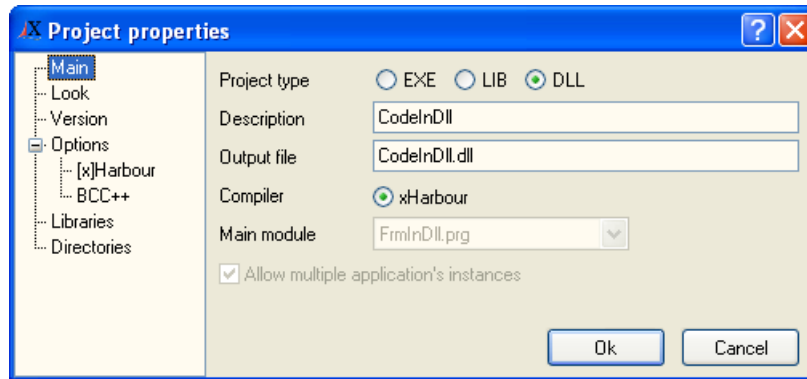 Project properties
Main
Look
Version
Options
[x]Harbour
BCC++
Libraries
Directories
Project type EXE LIB DLL
Description CodeInDll
Output file CodeInDll.dll
Compiler xHarbour
Main module FrmInDll.prg
Allow multiple application's instances
Ok Cancel